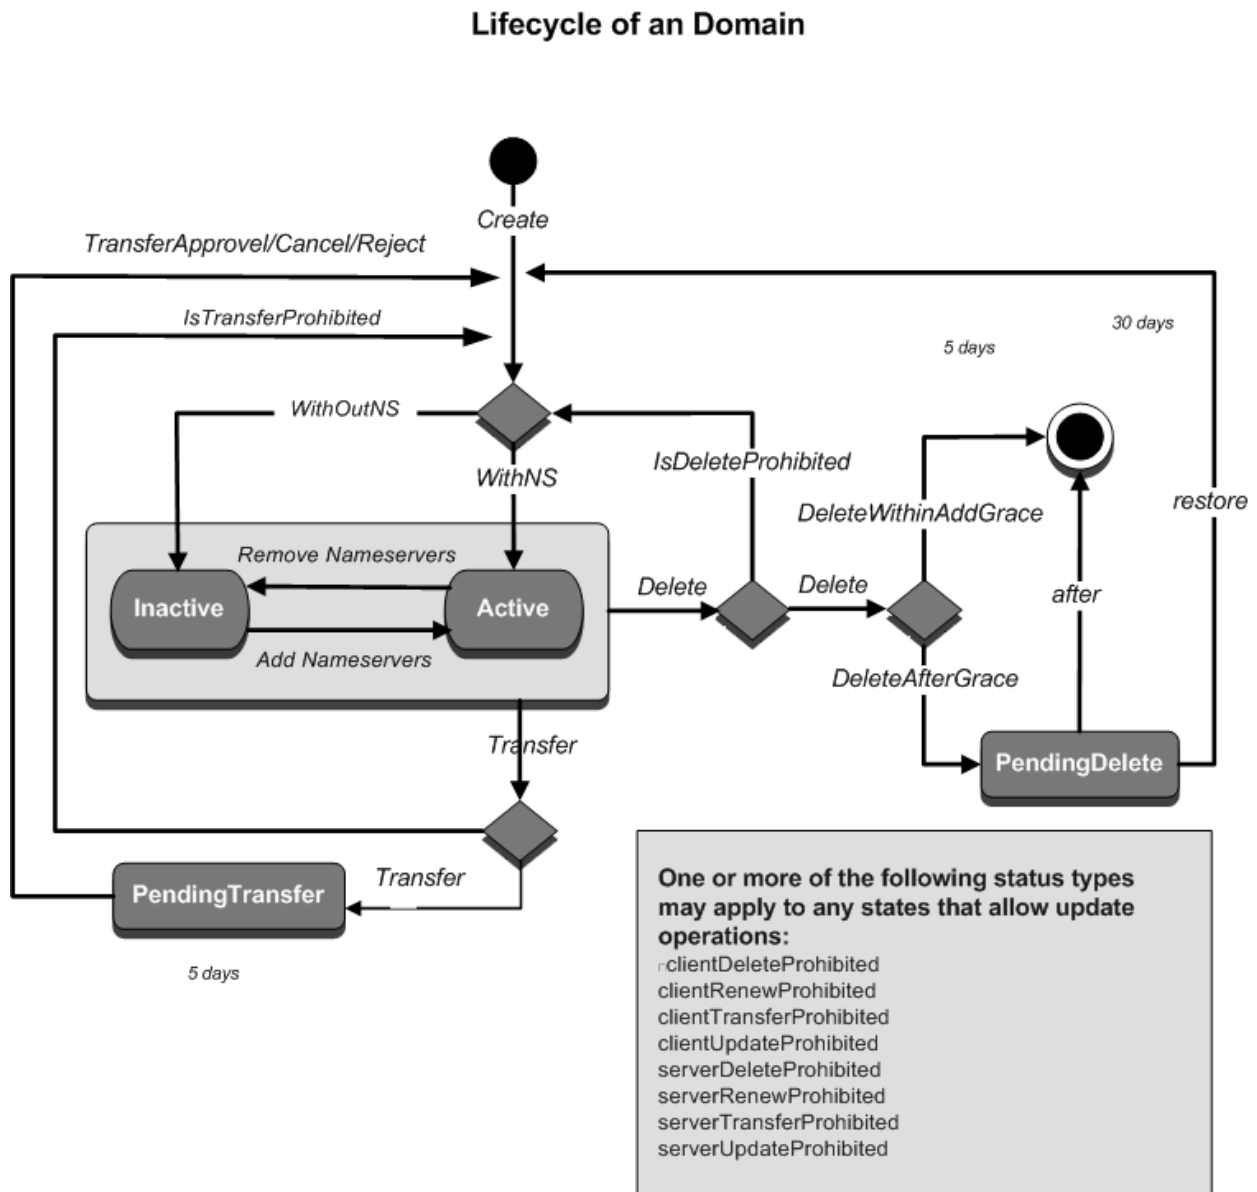 Lifecycle of an Domain
Create
TransferApprovel/Cancel/Reject
IsTransferProhibited
30 days
5 days
WithOutNS
WithNS
IsDeleteProhibited
DeleteWithinAddGrace
restore
Remove Nameservers
Inactive
Active
Delete
Delete
after
Add Nameservers
DeleteAfterGrace
Transfer
PendingDelete
Transfer
PendingTransfer
5 days
One or more of the following status types
may apply to any states that allow update
operations:
clientDeleteProhibited
clientRenewProhibited
clientTransferProhibited
clientUpdateProhibited
serverDeleteProhibited
serverRenewProhibited
serverTransferProhibited
serverUpdateProhibited